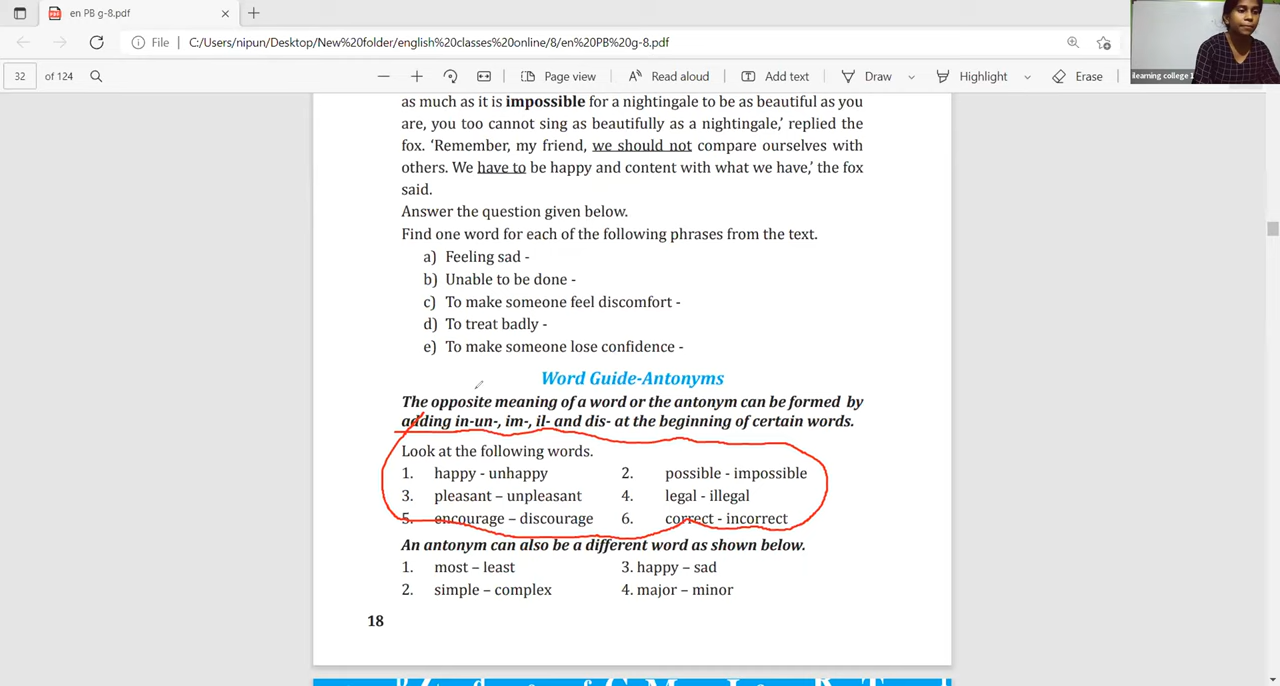 en PB g-8.pdf
File C:/Users/nipun/Desktop/New%20folder/english%20classes%20online/8/en%20PB%20g-8.pdf
32 of 124 Page view Read aloud Add text Draw Highlight Erase
ilearning college 1
as much as it is impossible for a nightingale to be as beautiful as you
are, you too cannot sing as beautifully as a nightingale,' replied the
fox. 'Remember, my friend, we should not compare ourselves with
others. We have to be happy and content with what we have,' the fox
said.
Answer the question given below.
Find one word for each of the following phrases from the text.
a) Feeling sad -
b) Unable to be done -
c) To make someone feel discomfort -
d) To treat badly -
e) To make someone lose confidence -
Word Guide-Antonyms
The opposite meaning of a word or the antonym can be formed by
adding in-un-, im-, il- and dis- at the beginning of certain words.
Look at the following words.
1. happy - unhappy 2. possible - impossible
3. pleasant – unpleasant 4. legal - illegal
5. encourage – discourage 6. correct - incorrect
An antonym can also be a different word as shown below.
1. most – least 3. happy – sad
2. simple – complex 4. major – minor
18